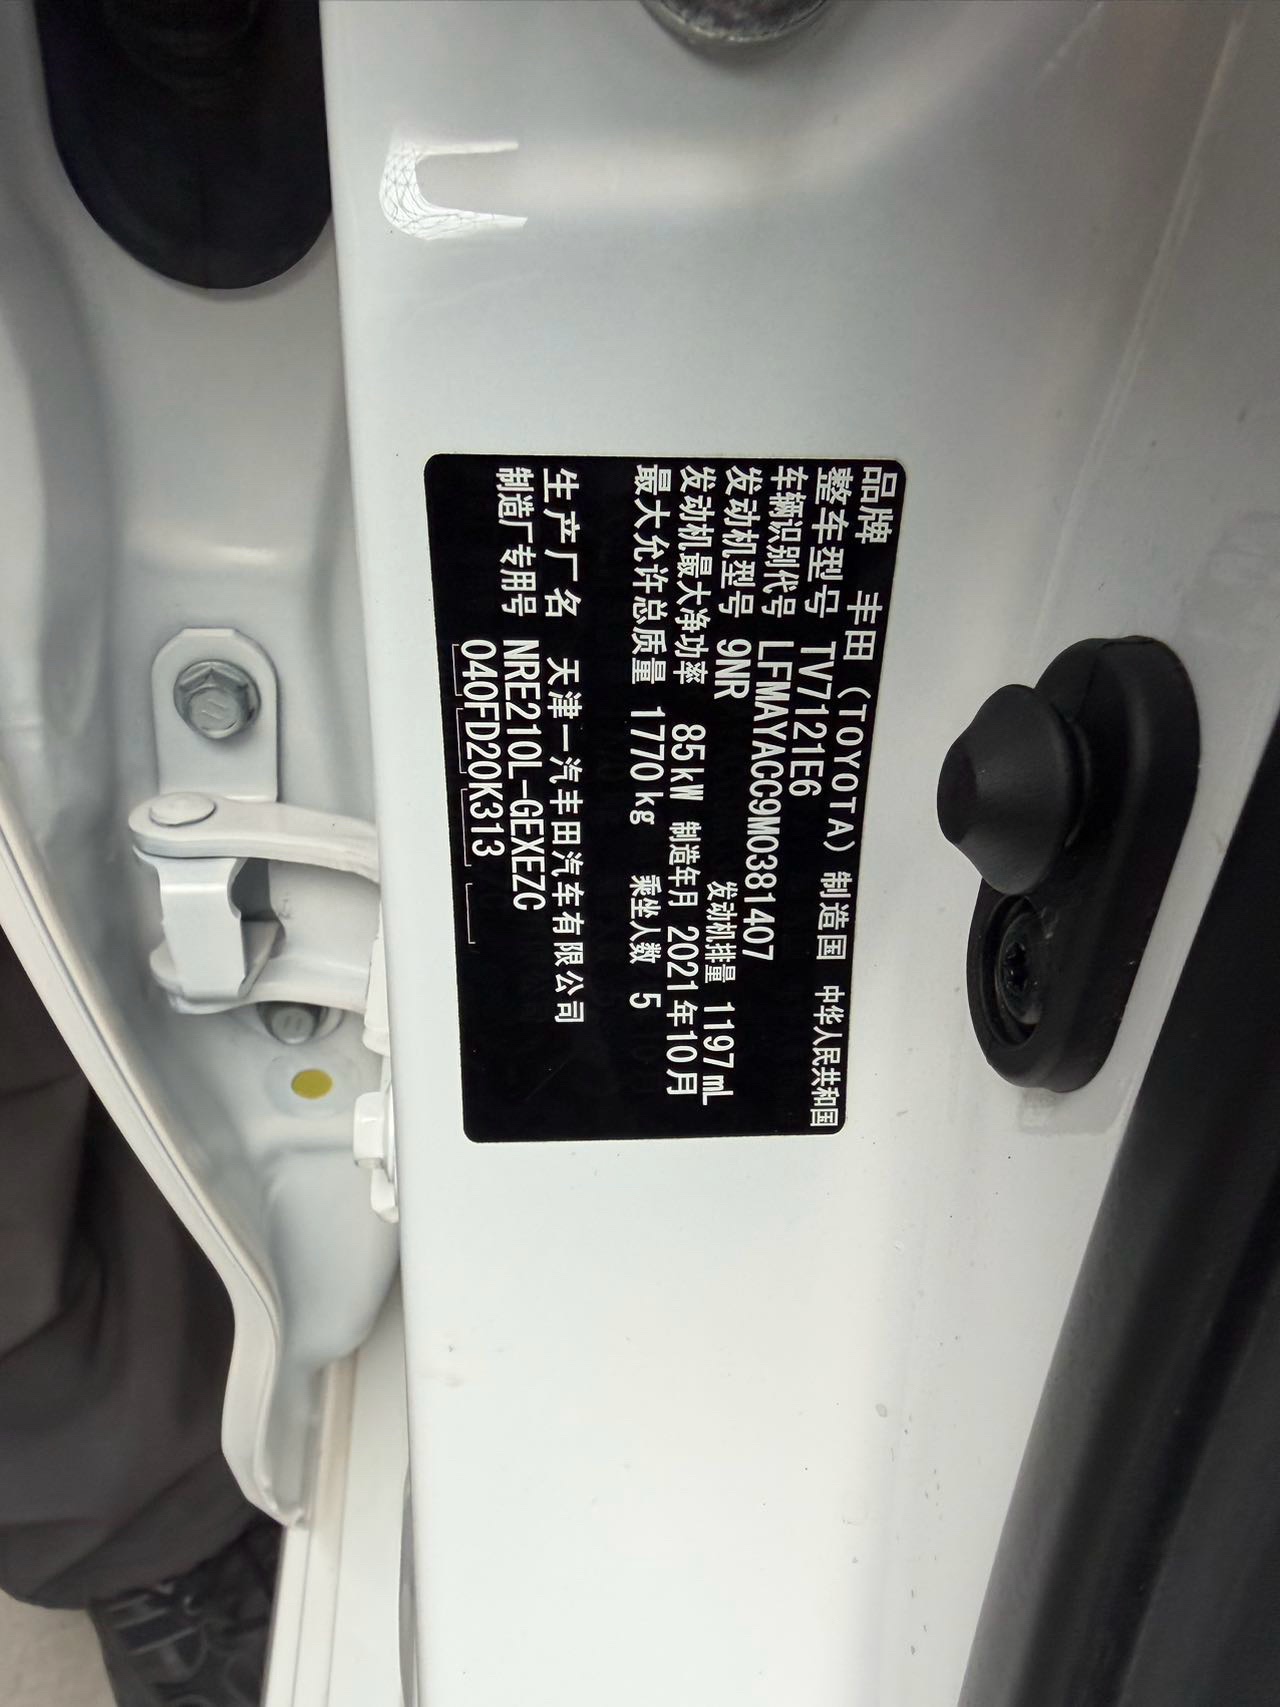 品牌 丰田（TOYOTA）制造国 中华人民共和国
整车型号 TV7121E6
车辆识别代号 LFMAYACC9M0381407
发动机型号 9NR 发动机排量 1197mL
发动机最大净功率 85kW 制造年月 2021年10月
最大允许总质量 1770kg 乘坐人数 5
生产厂名 天津一汽丰田汽车有限公司
制造厂专用号 NRE210L-GEXEZC
040FD20K313